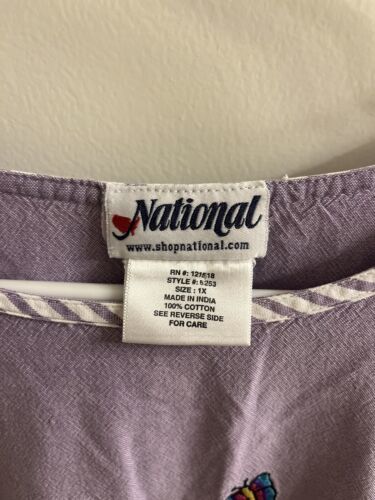 National
www.shopnational.com
RN #:
STYLE #:
SIZE : 1X
MADE IN INDIA
100% COTTON
SEE REVERSE SIDE
FOR CARE